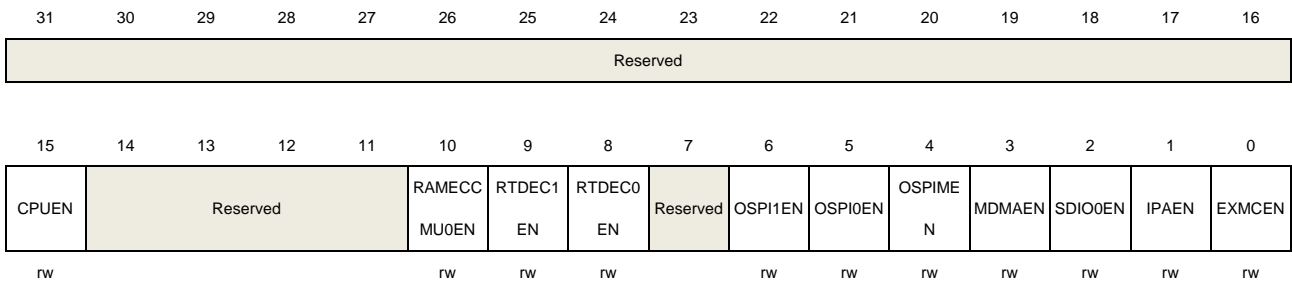 31 30 29 28 27 26 25 24 23 22 21 20 19 18 17 16
Reserved
15 14 13 12 11 10 9 8 7 6 5 4 3 2 1 0
CPUEN Reserved RAMECC MU0EN RTDEC1 EN RTDEC0 EN Reserved OSPI1EN OSPI0EN OSPIME N MDMAEN SDIO0EN IPAEN EXMCEN
rw rw rw rw rw rw rw rw rw rw rw